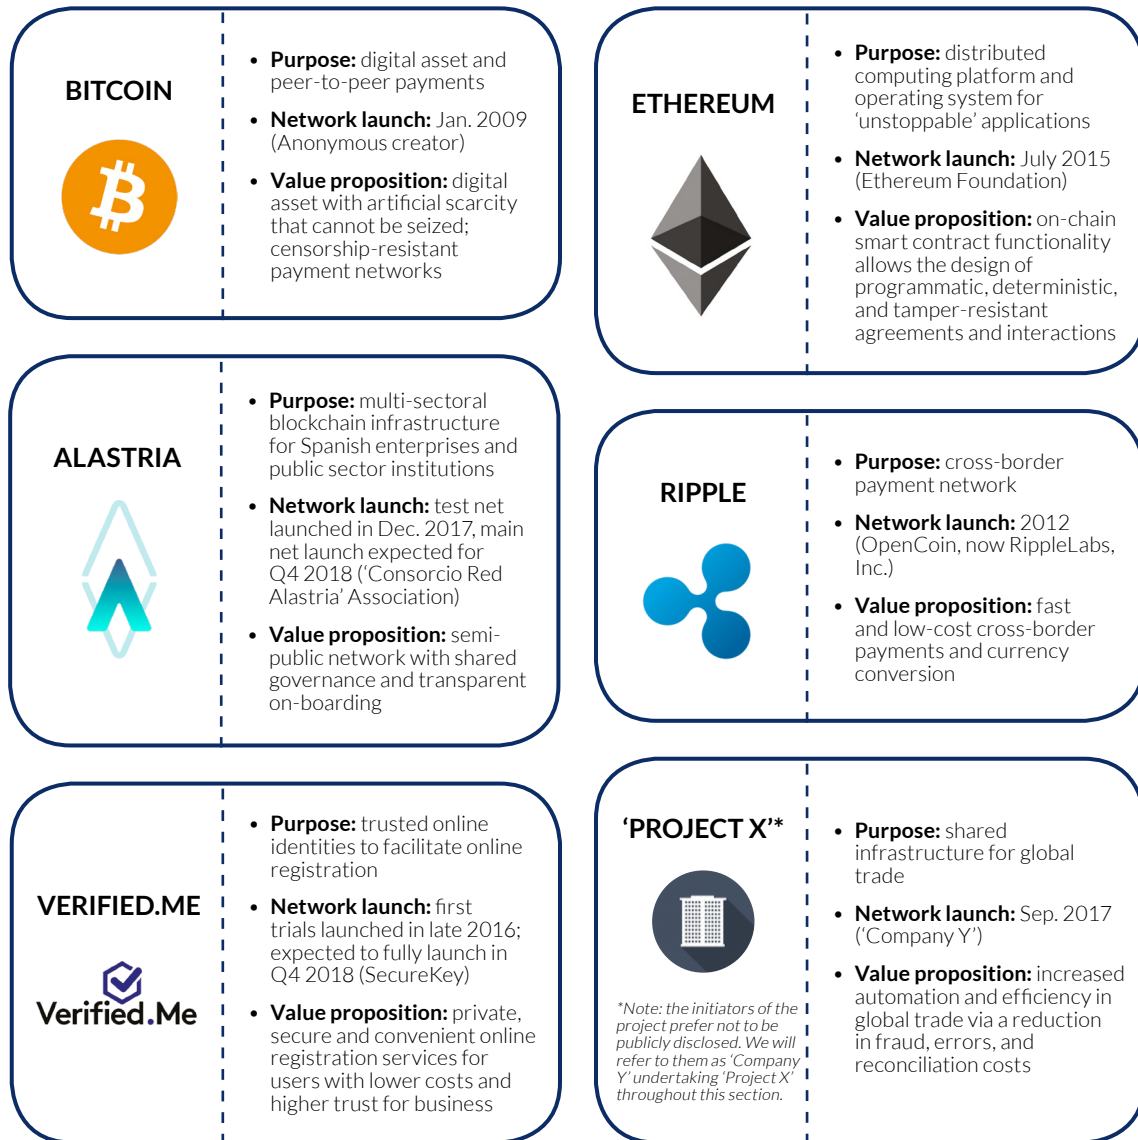 BITCOIN
• Purpose: digital asset and
peer-to-peer payments
• Network launch: Jan. 2009
(Anonymous creator)
• Value proposition: digital
asset with artificial scarcity
that cannot be seized;
censorship-resistant
payment networks
ETHEREUM
• Purpose: distributed
computing platform and
operating system for
‘unstoppable’ applications
• Network launch: July 2015
(Ethereum Foundation)
• Value proposition: on-chain
smart contract functionality
allows the design of
programmatic, deterministic,
and tamper-resistant
agreements and interactions
ALASTRIA
• Purpose: multi-sectoral
blockchain infrastructure
for Spanish enterprises and
public sector institutions
• Network launch: test net
launched in Dec. 2017, main
net launch expected for
Q4 2018 (‘Consorcio Red
Alastria’ Association)
• Value proposition: semi-
public network with shared
governance and transparent
on-boarding
RIPPLE
• Purpose: cross-border
payment network
• Network launch: 2012
(OpenCoin, now RippleLabs,
Inc.)
• Value proposition: fast
and low-cost cross-border
payments and currency
conversion
VERIFIED.ME
Verified.Me
• Purpose: trusted online
identities to facilitate online
registration
• Network launch: first
trials launched in late 2016;
expected to fully launch in
Q4 2018 (SecureKey)
• Value proposition: private,
secure and convenient online
registration services for
users with lower costs and
higher trust for business
‘PROJECT X’*
*Note: the initiators of the
project prefer not to be
publicly disclosed. We will
refer to them as ‘Company
Y’ undertaking ‘Project X’
throughout this section.
• Purpose: shared
infrastructure for global
trade
• Network launch: Sep. 2017
(‘Company Y’)
• Value proposition: increased
automation and efficiency in
global trade via a reduction
in fraud, errors, and
reconciliation costs